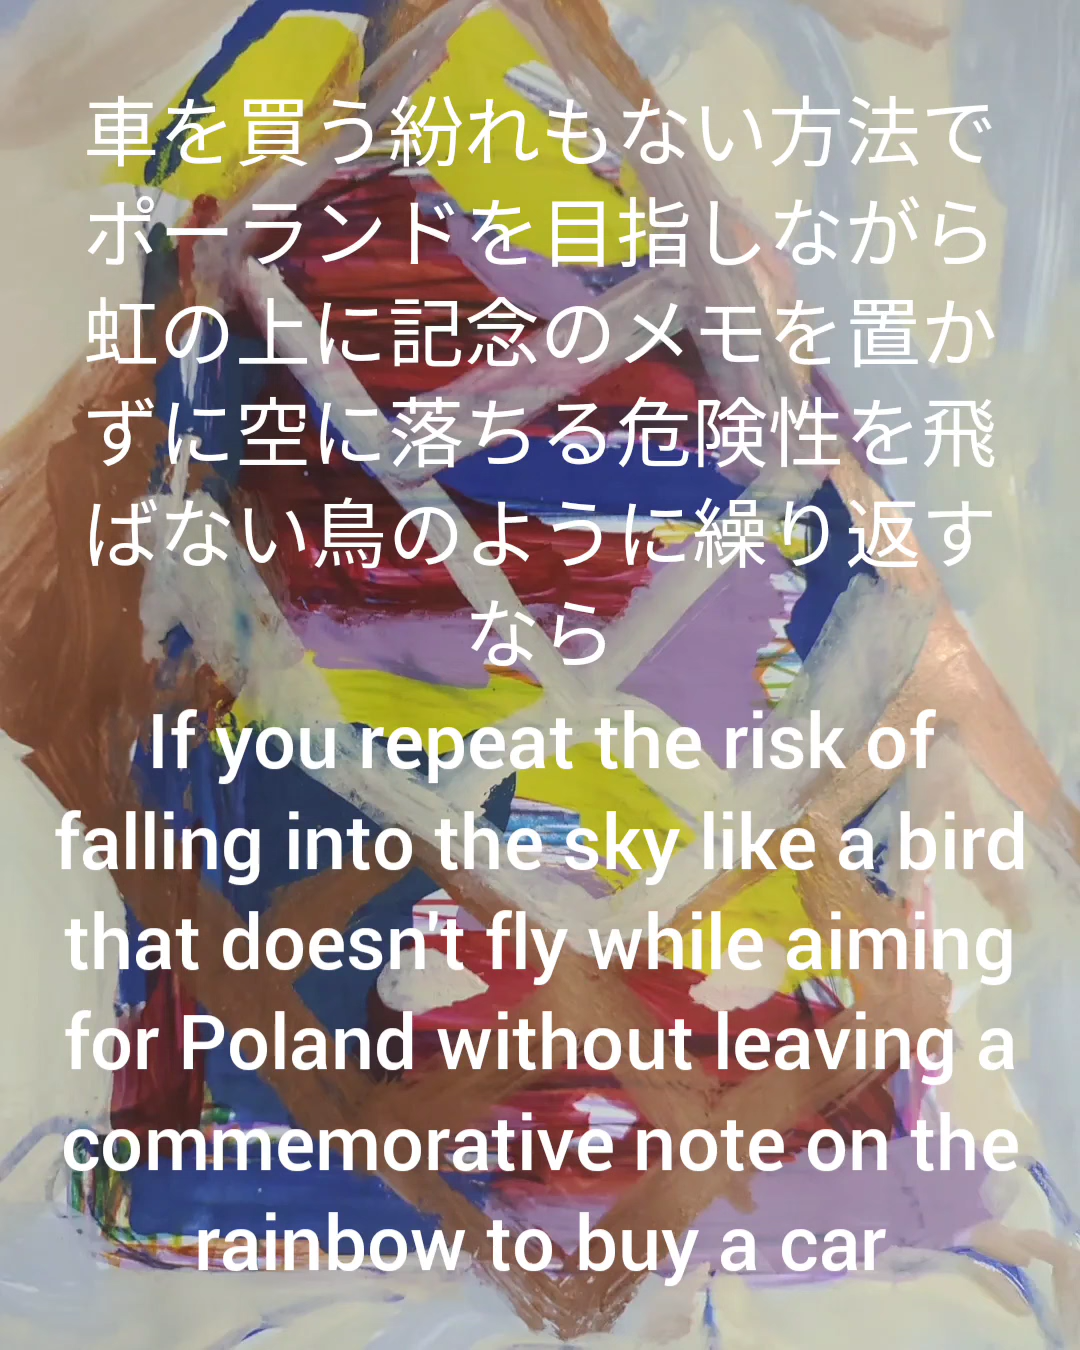 車を買う紛れもない方法で
ポーランドを目指しながら
虹の上に記念のメモを置か
ずに空に落ちる危険性を飛
ばない鳥のように繰り返す
なら
If you repeat the risk of
falling into the sky like a bird
that doesn't fly while aiming
for Poland without leaving a
commemorative note on the
rainbow to buy a car